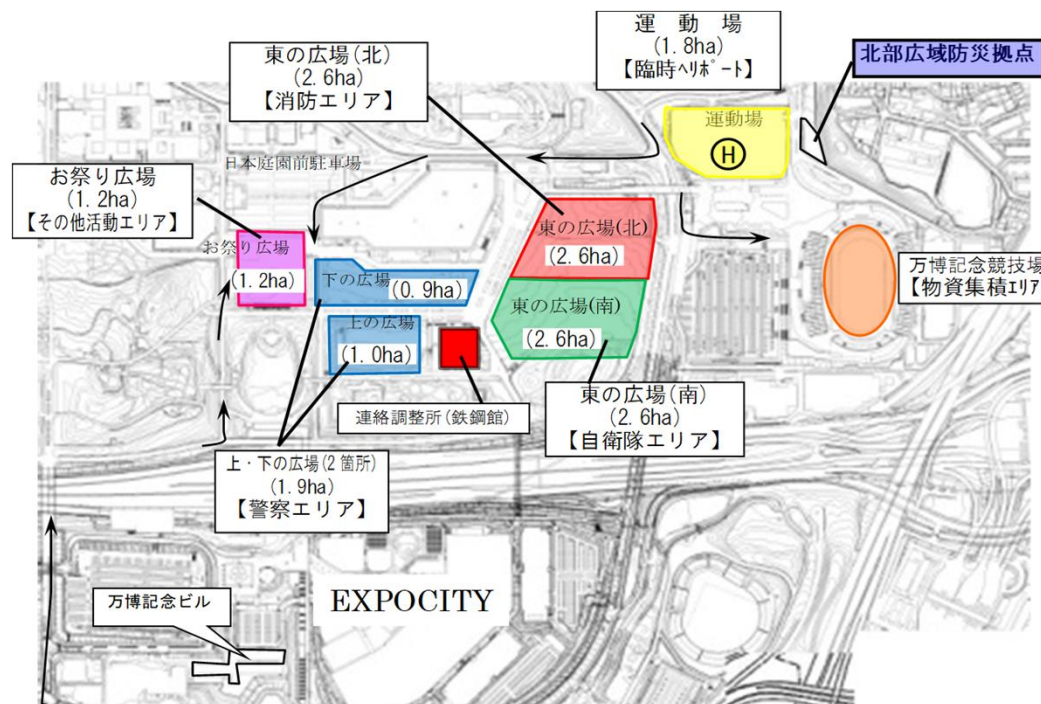 運 動 場
(1.8ha)
【臨時ﾍﾘﾎﾟｰﾄ】
北部広域防災拠点
東の広場(北)
(2.6ha)
【消防エリア】
運動場
H
日本庭園前駐車場
お祭り広場
(1.2ha)
【その他活動エリア】
東の広場(北)
(2.6ha)
お祭り広場
(1.2ha)
下の広場
(0.9ha)
万博記念競技場
(1.2ha)
【物資集積ｴﾘｱ】
東の広場(南)
(2.6ha)
上の広場
(1.0ha)
東の広場(南)
(2.6ha)
【自衛隊エリア】
連絡調整所(鉄鋼館)
上・下の広場(2 箇所)
(1.9ha)
【警察エリア】
万博記念ビル
EXPOCITY